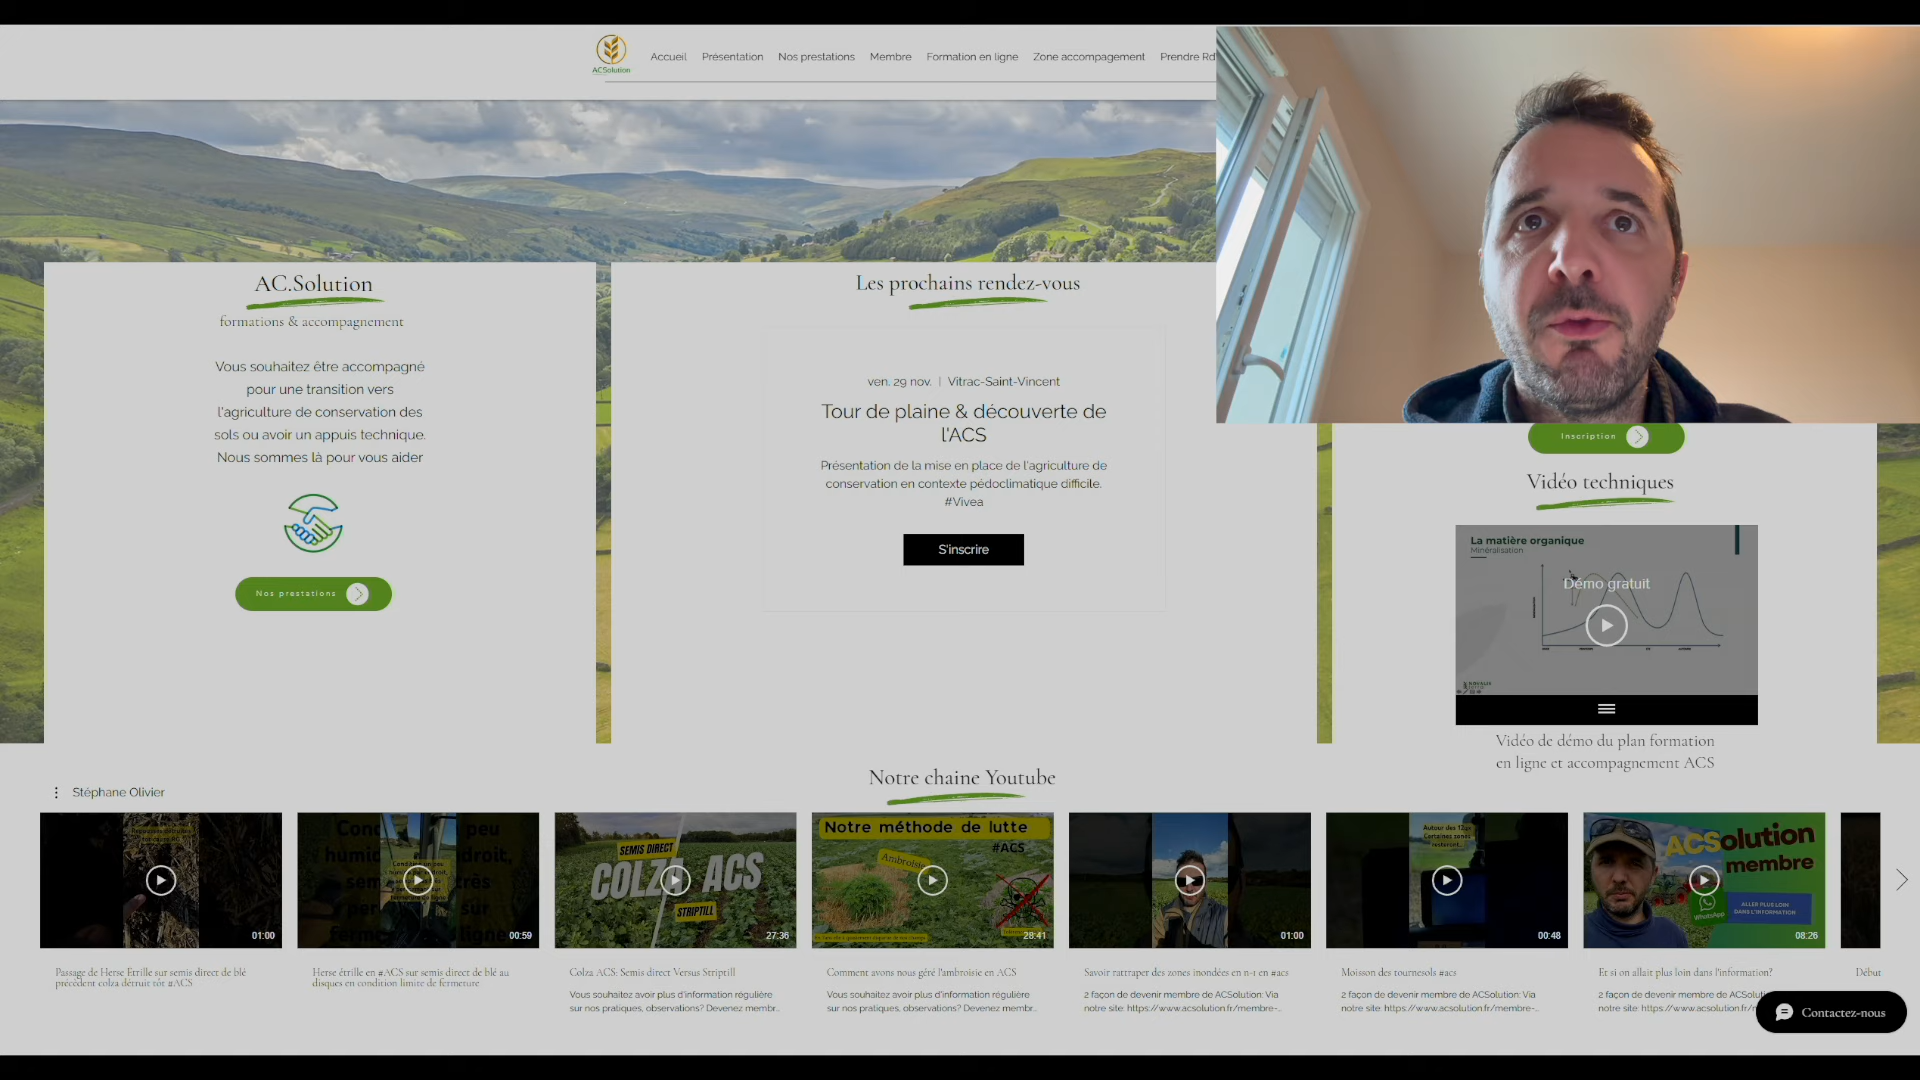 ACSolution
Accueil
Présentation
Nos prestations
Membre
Formation en ligne
Zone accompagnement
Prendre Rd
AC.Solution
formations & accompagnement
Vous souhaitez être accompagné
pour une transition vers
l'agriculture de conservation des
sols ou avoir un appuis technique.
Nous sommes là pour vous aider
Nos prestations
Les prochains rendez-vous
ven. 29 nov. | Vitrac-Saint-Vincent
Tour de plaine & découverte de
l'ACS
Présentation de la mise en place de l'agriculture de
conservation en contexte pédoclimatique difficile.
#Vivea
S'inscrire
Inscription
Vidéo techniques
La matière organique
Minéralisation
Démo gratuit
Vidéo de démo du plan formation
en ligne et accompagnement ACS
Notre chaine Youtube
Stéphane Olivier
01:00
Passage de Herse Étrille sur semis direct de blé
précédent colza détruit tôt #ACS
00:59
Herse étrille en #ACS sur semis direct de blé au
disques en condition limite de fermeture
SEMIS DIRECT
COLZA ACS
STRIPTILL
27:36
Colza ACS: Semis direct Versus Striptill
Vous souhaitez avoir plus d'information régulière
sur nos pratiques, observations? Devenez membr...
Notre méthode de lutte
#ACS
Ambroisie
28:41
Comment avons nous géré l'ambroisie en ACS
Vous souhaitez avoir plus d'information régulière
sur nos pratiques, observations? Devenez membr...
01:00
Savoir rattraper des zones inondées en n-1 en #acs
2 façon de devenir membre de ACSolution: Via
notre site: https://www.acsolution.fr/membre-...
Autour des 13qx
Certaines zones
resteront...
00:48
Moisson des tournesols #acs
2 façon de devenir membre de ACSolution: Via
notre site: https://www.acsolution.fr/membre-...
ACSolution
membre
WhatsApp
ALLER PLUS LOIN
DANS L'INFORMATION
08:26
Et si on allait plus loin dans l'information?
2 façon de devenir membre de ACSolut
notre site: https://www.acsolution.fr/
Début
Contactez-nous